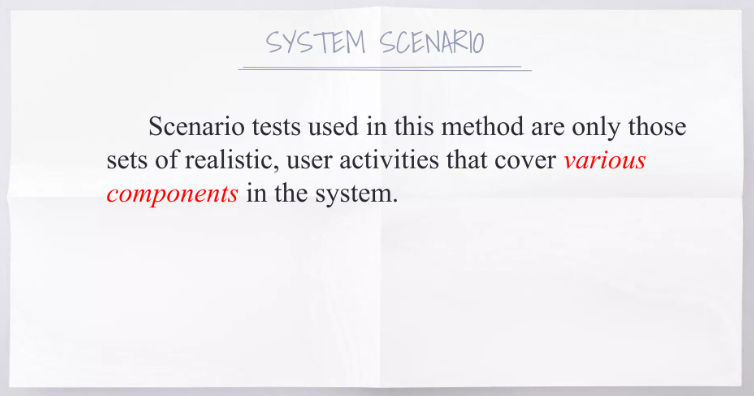 SYSTEM SCENARIO
Scenario tests used in this method are only those
sets of realistic, user activities that cover various
components in the system.